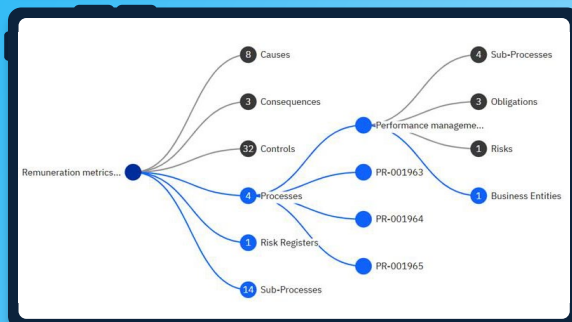 Remuneration metrics...
8 Causes
3 Consequences
32 Controls
4 Processes
1 Risk Registers
14 Sub-Processes
Performance manageme...
PR-001963
PR-001964
PR-001965
4 Sub-Processes
3 Obligations
1 Risks
1 Business Entities